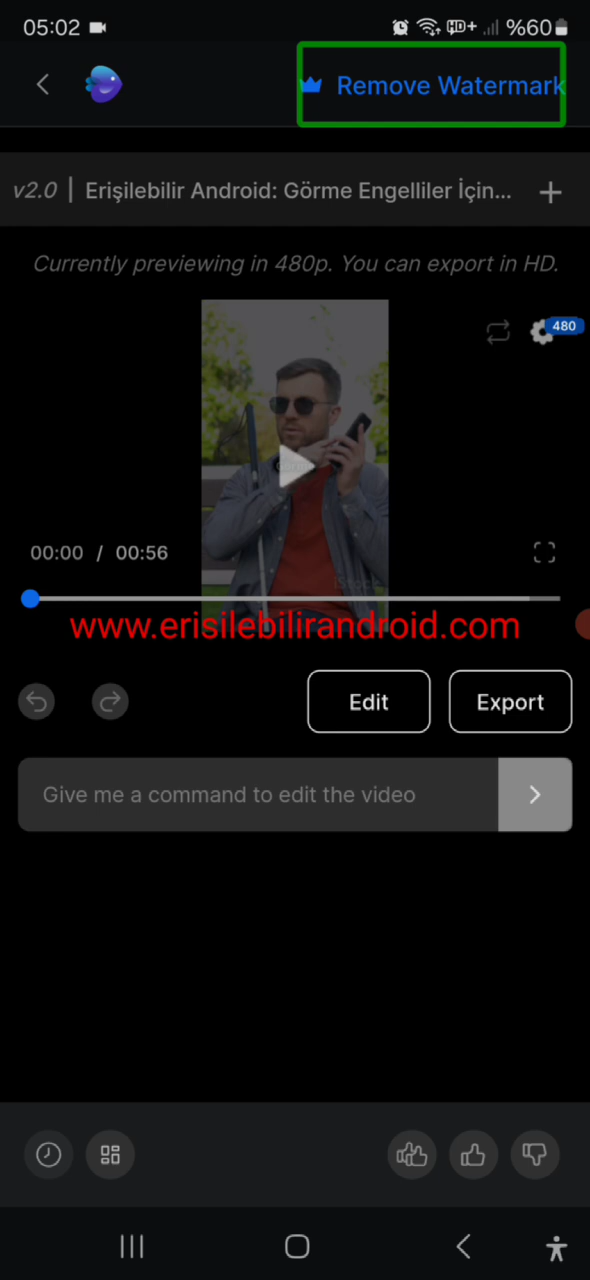 05:02
HD+ %60
Remove Watermark
v2.0 | Erişilebilir Android: Görme Engelliler İçin...
Currently previewing in 480p. You can export in HD.
480
iStock
00:00 / 00:56
www.erisilebilirandroid.com
Edit
Export
Give me a command to edit the video